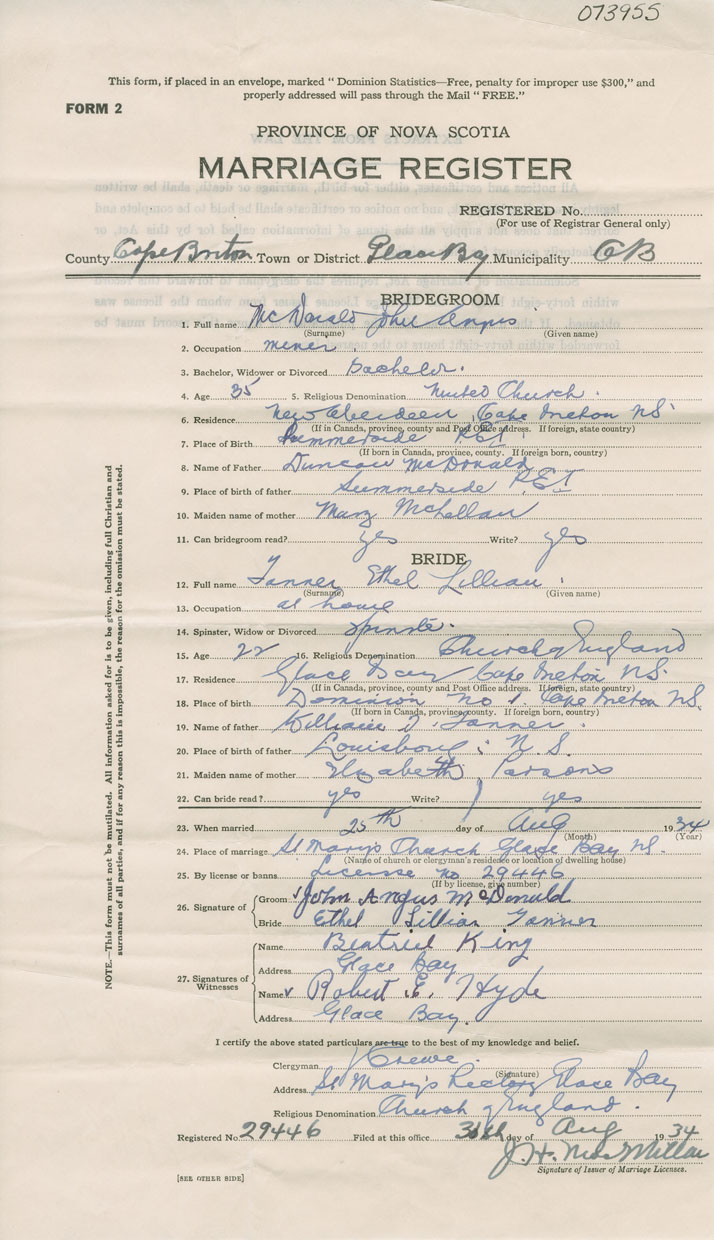 073955
This form, if placed in an envelope, marked " Dominion Statistics—Free, penalty for improper use $300," and
properly addressed will pass through the Mail " FREE."
FORM 2
PROVINCE OF NOVA SCOTIA
MARRIAGE REGISTER
REGISTERED No.
(For use of Registrar General only)
County Cape Breton Town or District Glace Bay Municipality CB
BRIDEGROOM
1. Full name McDonald John Angus
(Surname) (Given name)
2. Occupation miner
3. Bachelor, Widower or Divorced Bachelor.
4. Age 35 5. Religious Denomination United Church.
6. Residence New Aberdeen, Cape Breton NS
(If in Canada, province, county and Post Office address. If foreign, state country)
7. Place of Birth Summerside PEI
(If born in Canada, province, county. If foreign born, country)
8. Name of Father Duncan McDonald
9. Place of birth of father Summerside PEI
10. Maiden name of mother Mary McLellan
11. Can bridegroom read? yes Write? yes
BRIDE
12. Full name Tanner Ethel Lillian
(Surname) (Given name)
13. Occupation at home
14. Spinster, Widow or Divorced Spinster.
15. Age 22 16. Religious Denomination Church of England
17. Residence Glace Bay Cape Breton NS.
(If in Canada, province, county and Post Office address. If foreign, state country)
18. Place of birth Dominion No 1, Cape Breton NS.
(If born in Canada, province, county. If foreign born, country)
19. Name of father William J. Tanner.
20. Place of birth of father Louisbourg, N.S.
21. Maiden name of mother Elizabeth Parsons
22. Can bride read? yes Write? yes
23. When married 25th day of Aug 1934
(Month) (Year)
24. Place of marriage St Mary's Church Glace Bay NS.
(Name of church or clergyman's residence or location of dwelling house)
25. By license or banns License no 29446
(If by license, give number)
26. Signature of
Groom John Angus McDonald
Bride Ethel Lillian Tanner
27. Signatures of Witnesses
Name Beatrice King
Address Glace Bay
Name Robert E. Hyde
Address Glace Bay.
I certify the above stated particulars are true to the best of my knowledge and belief.
Clergyman Crewe.
(Signature)
Address St Mary's Rectory Glace Bay
Religious Denomination Church of England.
Registered No. 29446 Filed at this office 30th day of Aug 1934
J. H. MacMillan
Signature of Issuer of Marriage Licenses.
[SEE OTHER SIDE]
NOTE.—This form must not be mutilated. All information asked for is to be given, including full Christian and
surnames of all parties, and if for any reason this is impossible, the reason for the omission must be stated.